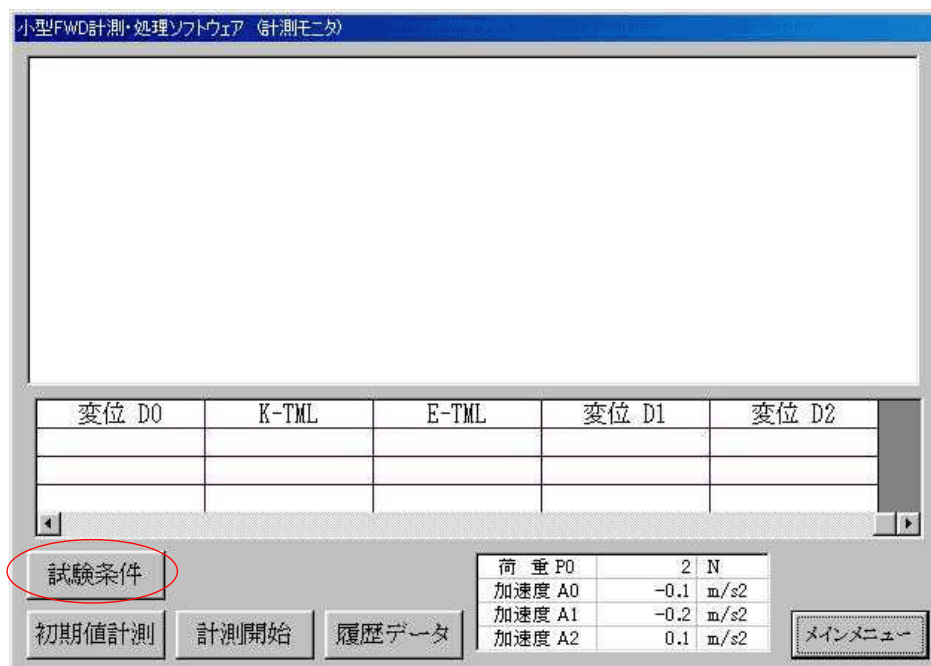 小型FWD計測・処理ソフトウェア （計測モニタ）
変位 D0 K-TML E-TML 変位 D1 変位 D2
試験条件
荷 重 P0 2 N
加速度 A0 -0.1 m/s2
加速度 A1 -0.2 m/s2
加速度 A2 0.1 m/s2
初期値計測 計測開始 履歴データ メインメニュー